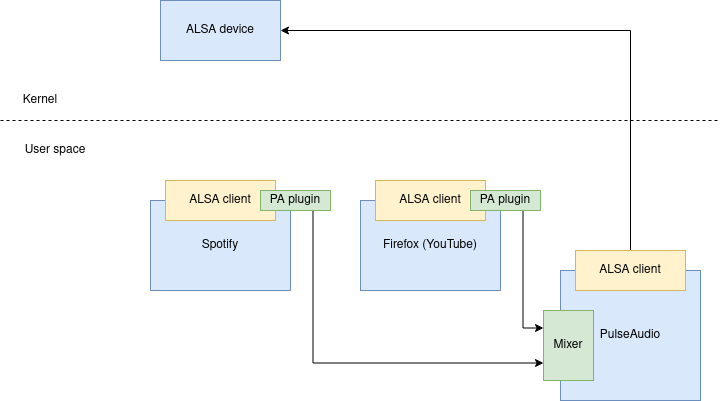 ALSA device
Kernel
User space
ALSA client
PA plugin
Spotify
ALSA client
PA plugin
Firefox (YouTube)
ALSA client
Mixer
PulseAudio